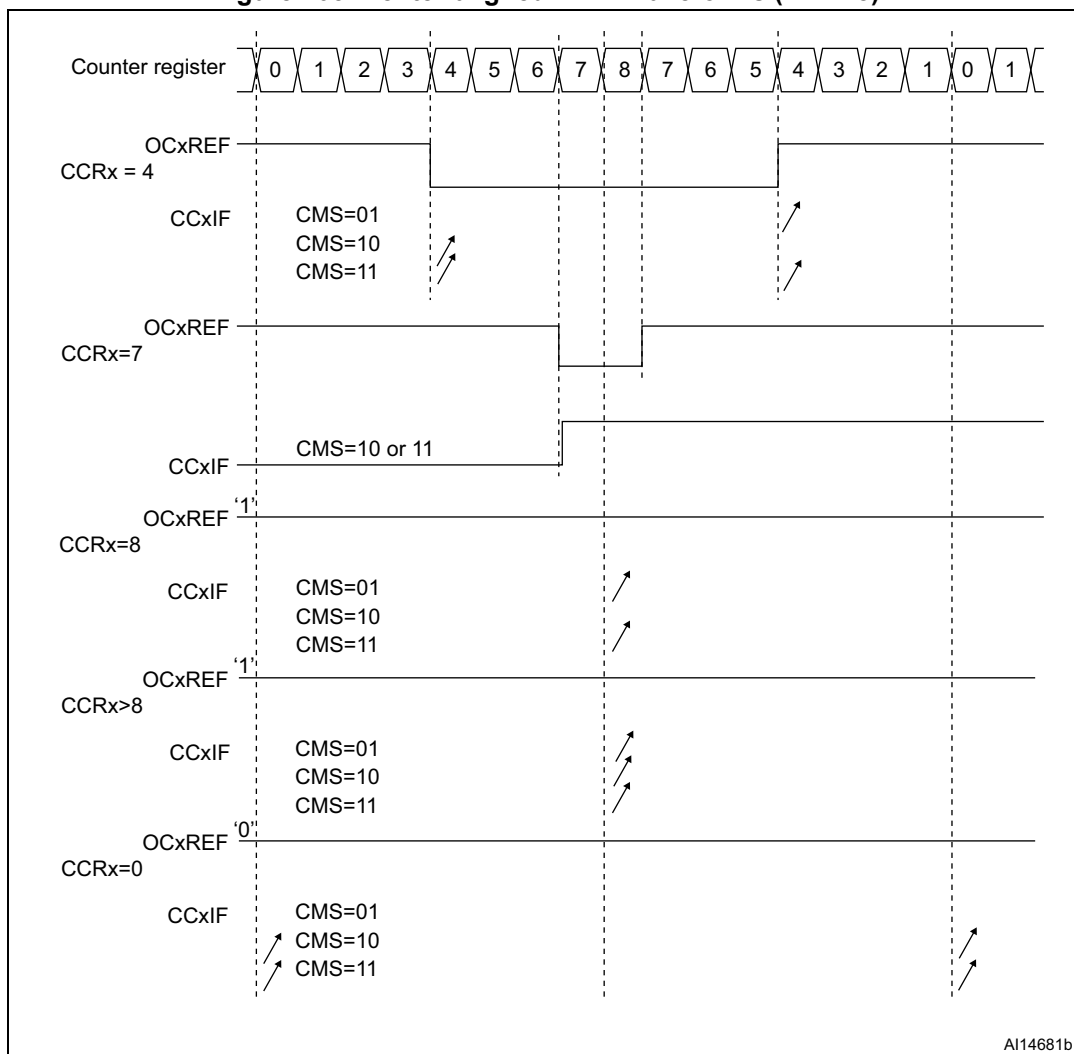 Counter register 0 1 2 3 4 5 6 7 8 7 6 5 4 3 2 1 0 1
OCxREF
CCRx = 4
CCxIF CMS=01
CMS=10
CMS=11
OCxREF
CCRx=7
CMS=10 or 11
CCxIF
OCxREF '1'
CCRx=8
CCxIF CMS=01
CMS=10
CMS=11
OCxREF '1'
CCRx>8
CCxIF CMS=01
CMS=10
CMS=11
OCxREF '0'
CCRx=0
CCxIF CMS=01
CMS=10
CMS=11
AI14681b